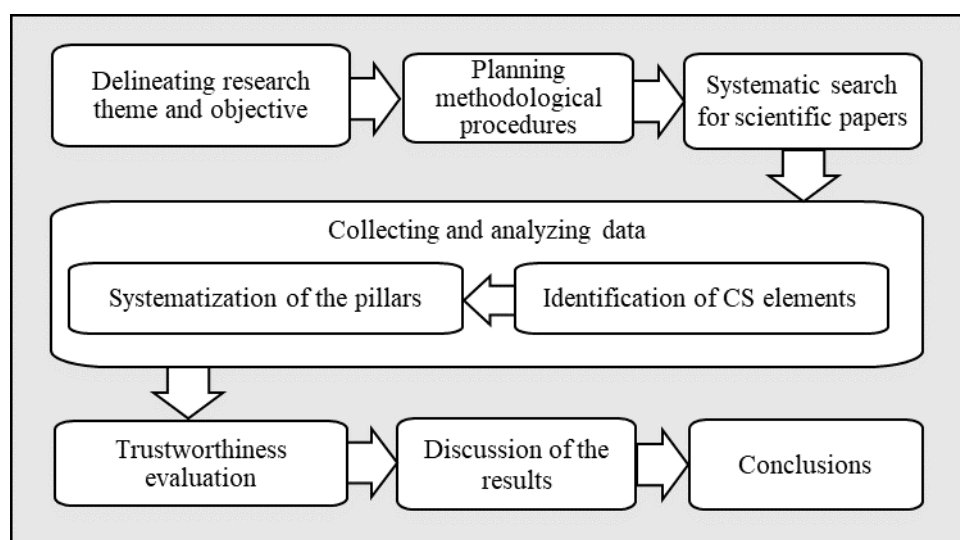 Delineating research
theme and objective
Planning
methodological
procedures
Systematic search
for scientific papers
Collecting and analyzing data
Systematization of the pillars
Identification of CS elements
Trustworthiness
evaluation
Discussion of the
results
Conclusions